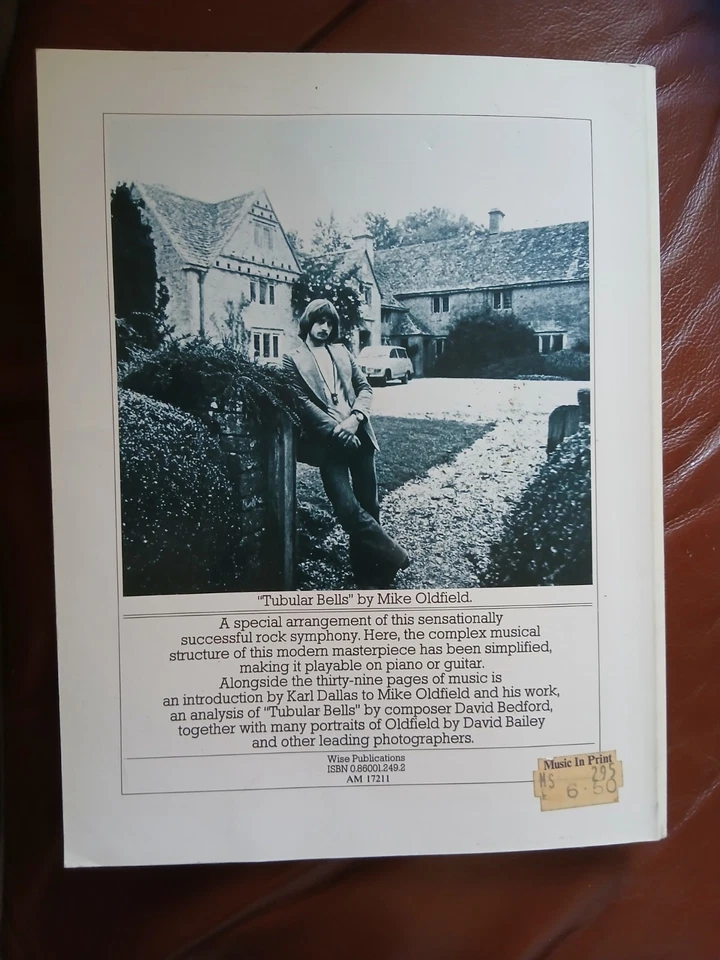 "Tubular Bells" by Mike Oldfield.
A special arrangement of this sensationally
successful rock symphony. Here, the complex musical
structure of this modern masterpiece has been simplified,
making it playable on piano or guitar.
Alongside the thirty-nine pages of music is
an introduction by Karl Dallas to Mike Oldfield and his work,
an analysis of "Tubular Bells" by composer David Bedford,
together with many portraits of Oldfield by David Bailey
and other leading photographers.
Wise Publications
ISBN 0.86001.249.2
AM 17211
Music In Print
MS 295
6·50